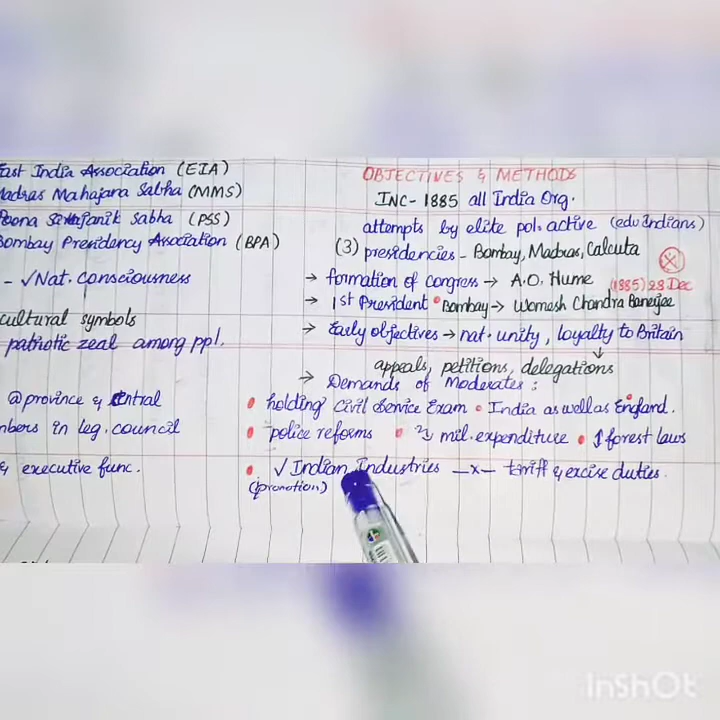 East India Association (EIA)
Madras Mahajana Sabha (MMS)
Poona Sarvajanik Sabha (PSS)
Bombay Presidency Association (BPA)
- √ Nat. consciousness
cultural symbols
patriotic zeal among ppl.
@ province & central
mbers in leg. council
& executive func.
OBJECTIVES & METHODS
INC - 1885 all India Org.
attempts by elite pol. active (edu Indians)
(3) presidencies - Bombay, Madras, Calcuta
→ formation of congress → A.O. Hume (1885) 28 Dec
→ 1st President • Bombay → Womesh Chandra Banerjee
→ Early objectives → nat. unity, loyalty to Britain
↓
appeals, petitions, delegations
→ Demands of Moderates :
• holding Civil Service Exam • India as well as England.
• police reforms • mil. expenditure • forest laws
• √ Indian Industries —x— tariff & excise duties.
(promotion)
InShOt